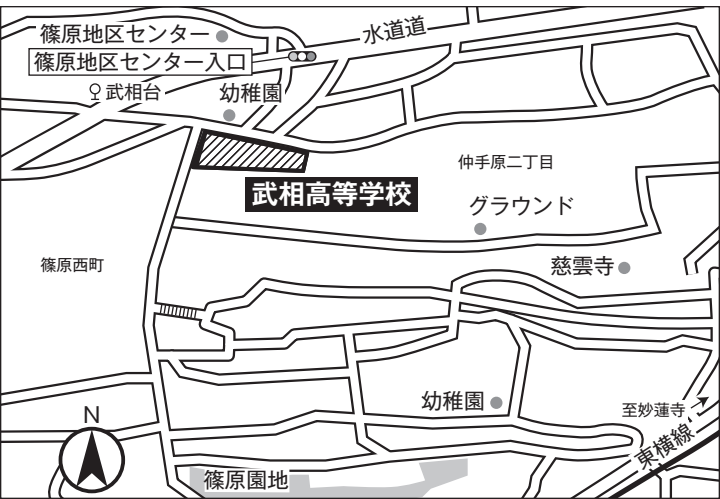 篠原地区センター
水道道
篠原地区センター入口
武相台
幼稚園
仲手原二丁目
武相高等学校
グラウンド
篠原西町
慈雲寺
幼稚園
至妙蓮寺
N
東横線
篠原園地